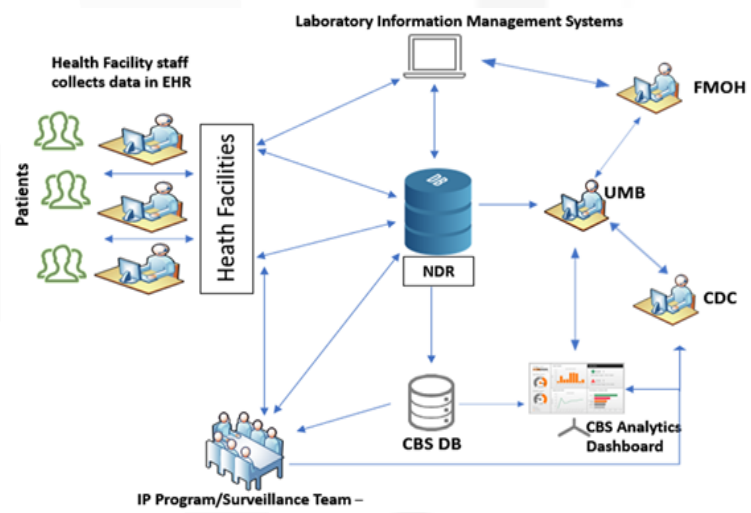 Laboratory Information Management Systems
Health Facility staff
collects data in EHR
FMOH
Patients
Heath Facilities
UMB
NDR
CDC
CBS DB
CBS Analytics
Dashboard
IP Program/Surveillance Team –